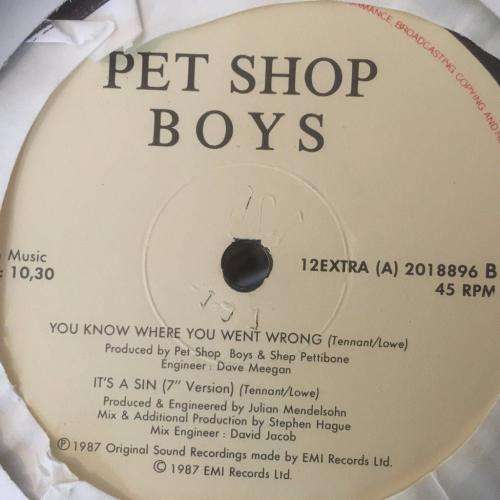 RMANCE, BROADCASTING, COPYING AND
PET SHOP
BOYS
Music
: 10,30
12EXTRA (A) 2018896 B
45 RPM
YOU KNOW WHERE YOU WENT WRONG (Tennant/Lowe)
Produced by Pet Shop Boys & Shep Pettibone
Engineer : Dave Meegan
IT'S A SIN (7" Version) (Tennant/Lowe)
Produced & Engineered by Julian Mendelsohn
Mix & Additional Production by Stephen Hague
Mix Engineer : David Jacob
Ⓟ 1987 Original Sound Recordings made by EMI Records Ltd.
© 1987 EMI Records Ltd.